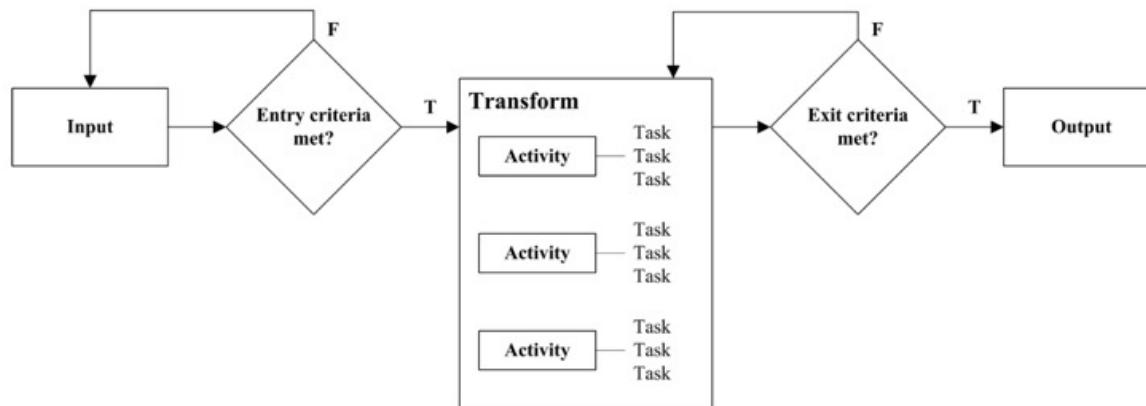 F
F
Input
Entry criteria
met?
T
Transform
Activity
Task
Task
Task
Activity
Task
Task
Task
Activity
Task
Task
Task
Exit criteria
met?
T
Output